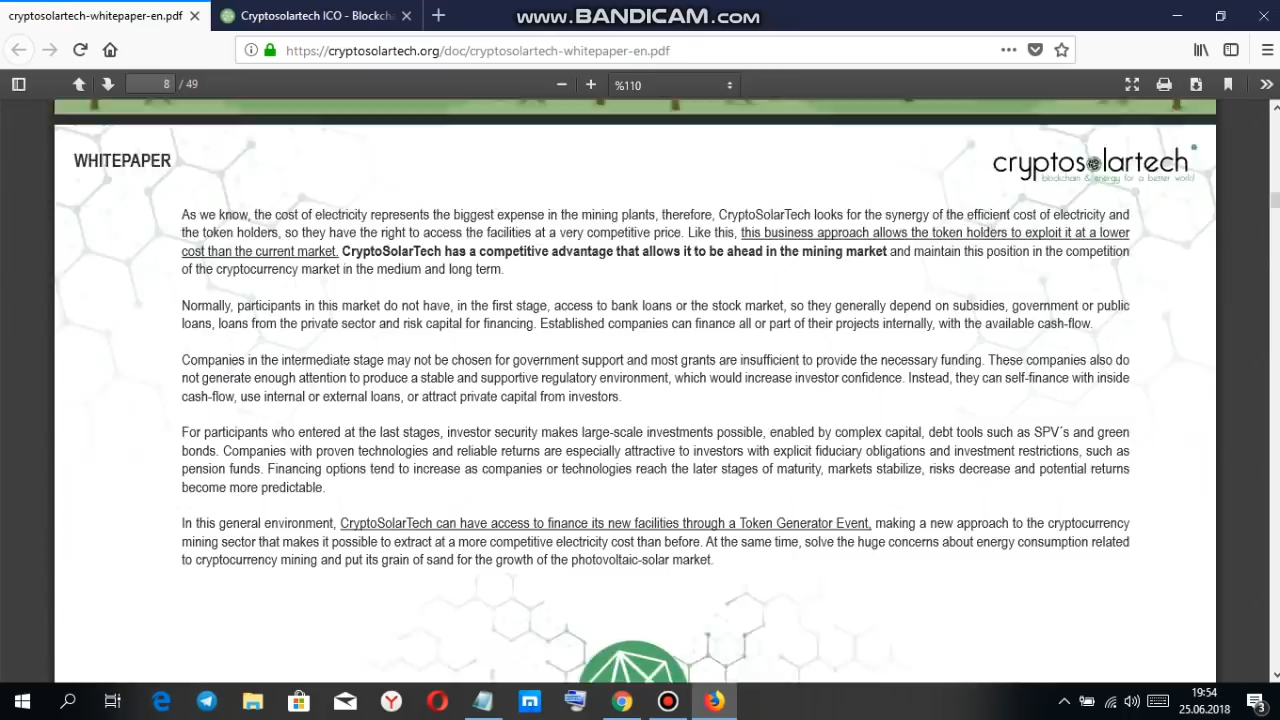 cryptosolartech-whitepaper-en.pdf
Cryptosolartech ICO - Blockcha
www.BANDICAM.com
https://cryptosolartech.org/doc/cryptosolartech-whitepaper-en.pdf
8 / 49
%110
WHITEPAPER
cryptosolartech
blockchain & energy for a better world
As we know, the cost of electricity represents the biggest expense in the mining plants, therefore, CryptoSolarTech looks for the synergy of the efficient cost of electricity and
the token holders, so they have the right to access the facilities at a very competitive price. Like this, this business approach allows the token holders to exploit it at a lower
cost than the current market. CryptoSolarTech has a competitive advantage that allows it to be ahead in the mining market and maintain this position in the competition
of the cryptocurrency market in the medium and long term.
Normally, participants in this market do not have, in the first stage, access to bank loans or the stock market, so they generally depend on subsidies, government or public
loans, loans from the private sector and risk capital for financing. Established companies can finance all or part of their projects internally, with the available cash-flow.
Companies in the intermediate stage may not be chosen for government support and most grants are insufficient to provide the necessary funding. These companies also do
not generate enough attention to produce a stable and supportive regulatory environment, which would increase investor confidence. Instead, they can self-finance with inside
cash-flow, use internal or external loans, or attract private capital from investors.
For participants who entered at the last stages, investor security makes large-scale investments possible, enabled by complex capital, debt tools such as SPV´s and green
bonds. Companies with proven technologies and reliable returns are especially attractive to investors with explicit fiduciary obligations and investment restrictions, such as
pension funds. Financing options tend to increase as companies or technologies reach the later stages of maturity, markets stabilize, risks decrease and potential returns
become more predictable.
In this general environment, CryptoSolarTech can have access to finance its new facilities through a Token Generator Event, making a new approach to the cryptocurrency
mining sector that makes it possible to extract at a more competitive electricity cost than before. At the same time, solve the huge concerns about energy consumption related
to cryptocurrency mining and put its grain of sand for the growth of the photovoltaic-solar market.
19:54
25.06.2018
3